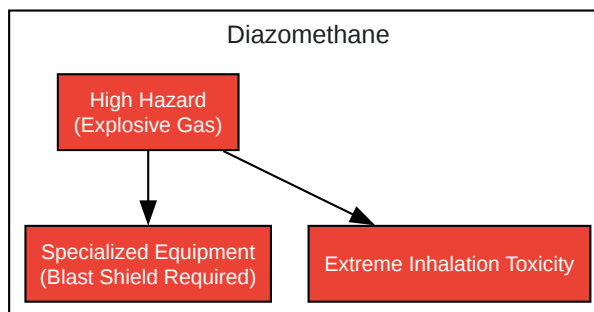 Diazomethane
High Hazard
(Explosive Gas)
Specialized Equipment
(Blast Shield Required)
Extreme Inhalation Toxicity